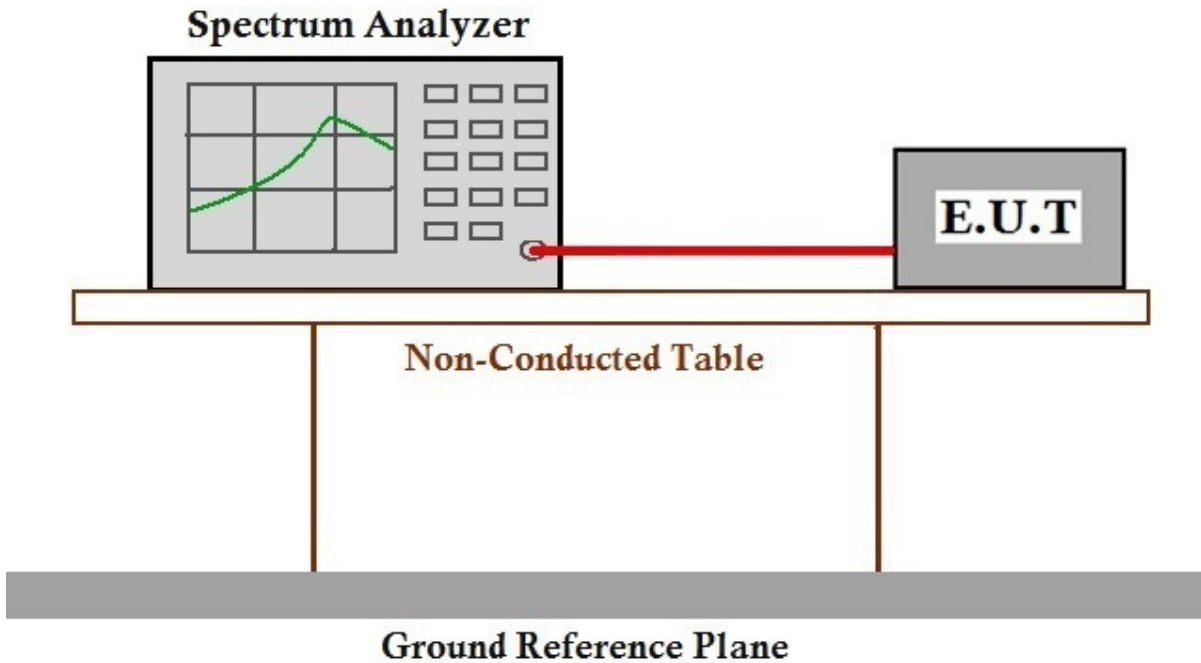 Spectrum Analyzer
E.U.T
Non-Conducted Table
Ground Reference Plane